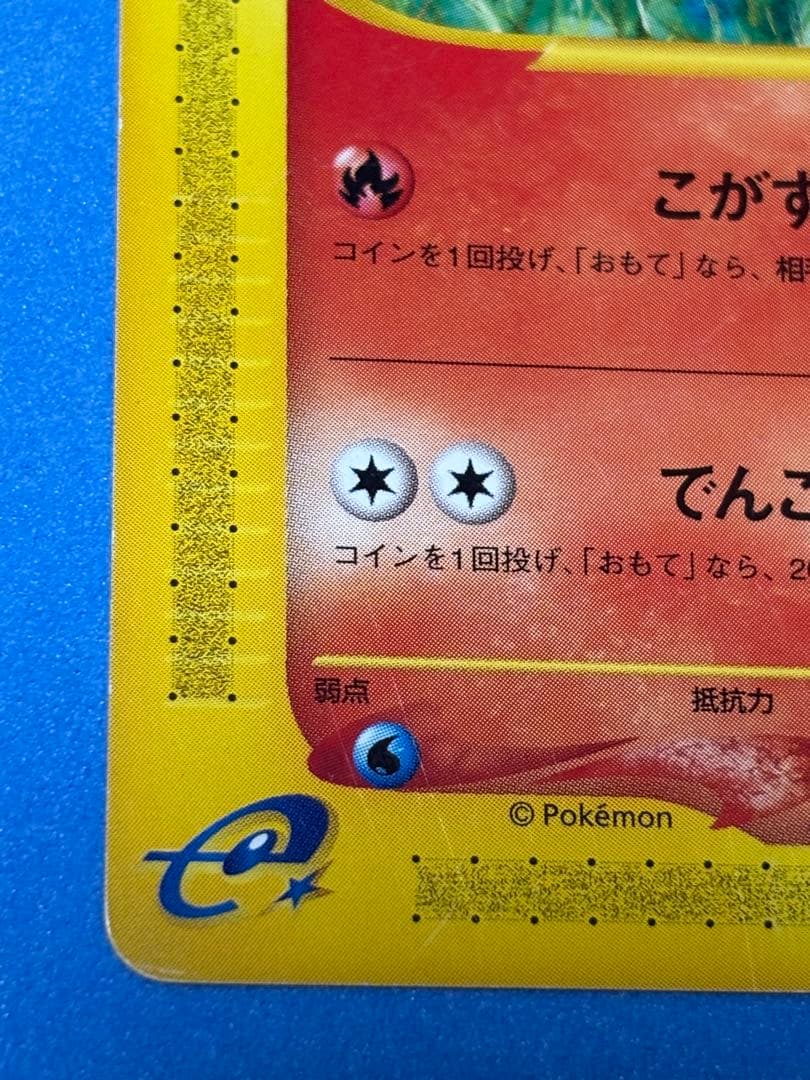 こがす
コインを1回投げ、「おもて」なら、相手
でんこ
コインを1回投げ、「おもて」なら、20
弱点
抵抗力
© Pokémon
e